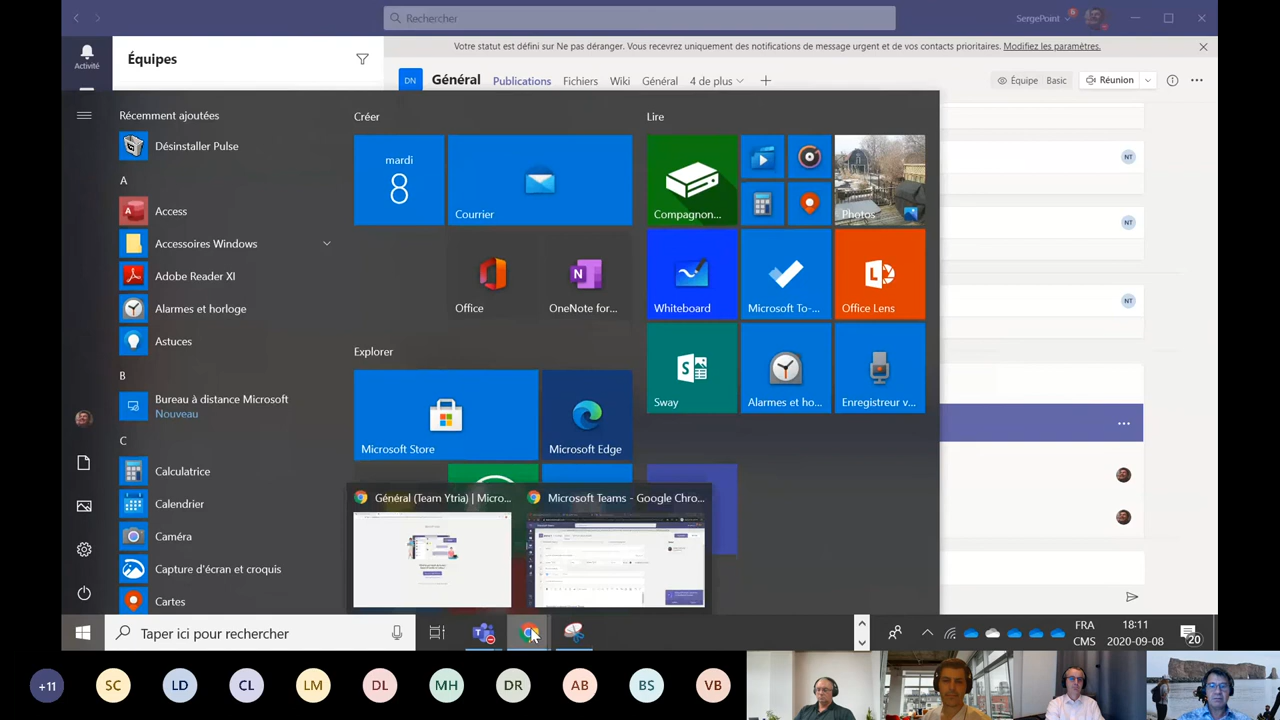 Rechercher
SergePoint
Activité
Équipes
Votre statut est défini sur Ne pas déranger. Vous recevrez uniquement des notifications de message urgent et de vos contacts prioritaires. Modifiez les paramètres.
DN
Général
Publications
Fichiers
Wiki
Général
4 de plus
Équipe
Basic
Réunion
Récemment ajoutées
Désinstaller Pulse
A
Access
Accessoires Windows
Adobe Reader XI
Alarmes et horloge
Astuces
B
Bureau à distance Microsoft
Nouveau
C
Calculatrice
Calendrier
Caméra
Capture d'écran et croquis
Cartes
Créer
mardi
8
Courrier
Office
OneNote for...
Explorer
Microsoft Store
Microsoft Edge
Lire
Compagnon...
Photos
Whiteboard
Microsoft To-...
Office Lens
Sway
Alarmes et ho...
Enregistreur v...
NT
NT
NT
Général (Team Ytria) | Micro...
Microsoft Teams - Google Chro...
Taper ici pour rechercher
FRA
CMS
18:11
2020-09-08
20
+11
SC
LD
CL
LM
DL
MH
DR
AB
BS
VB